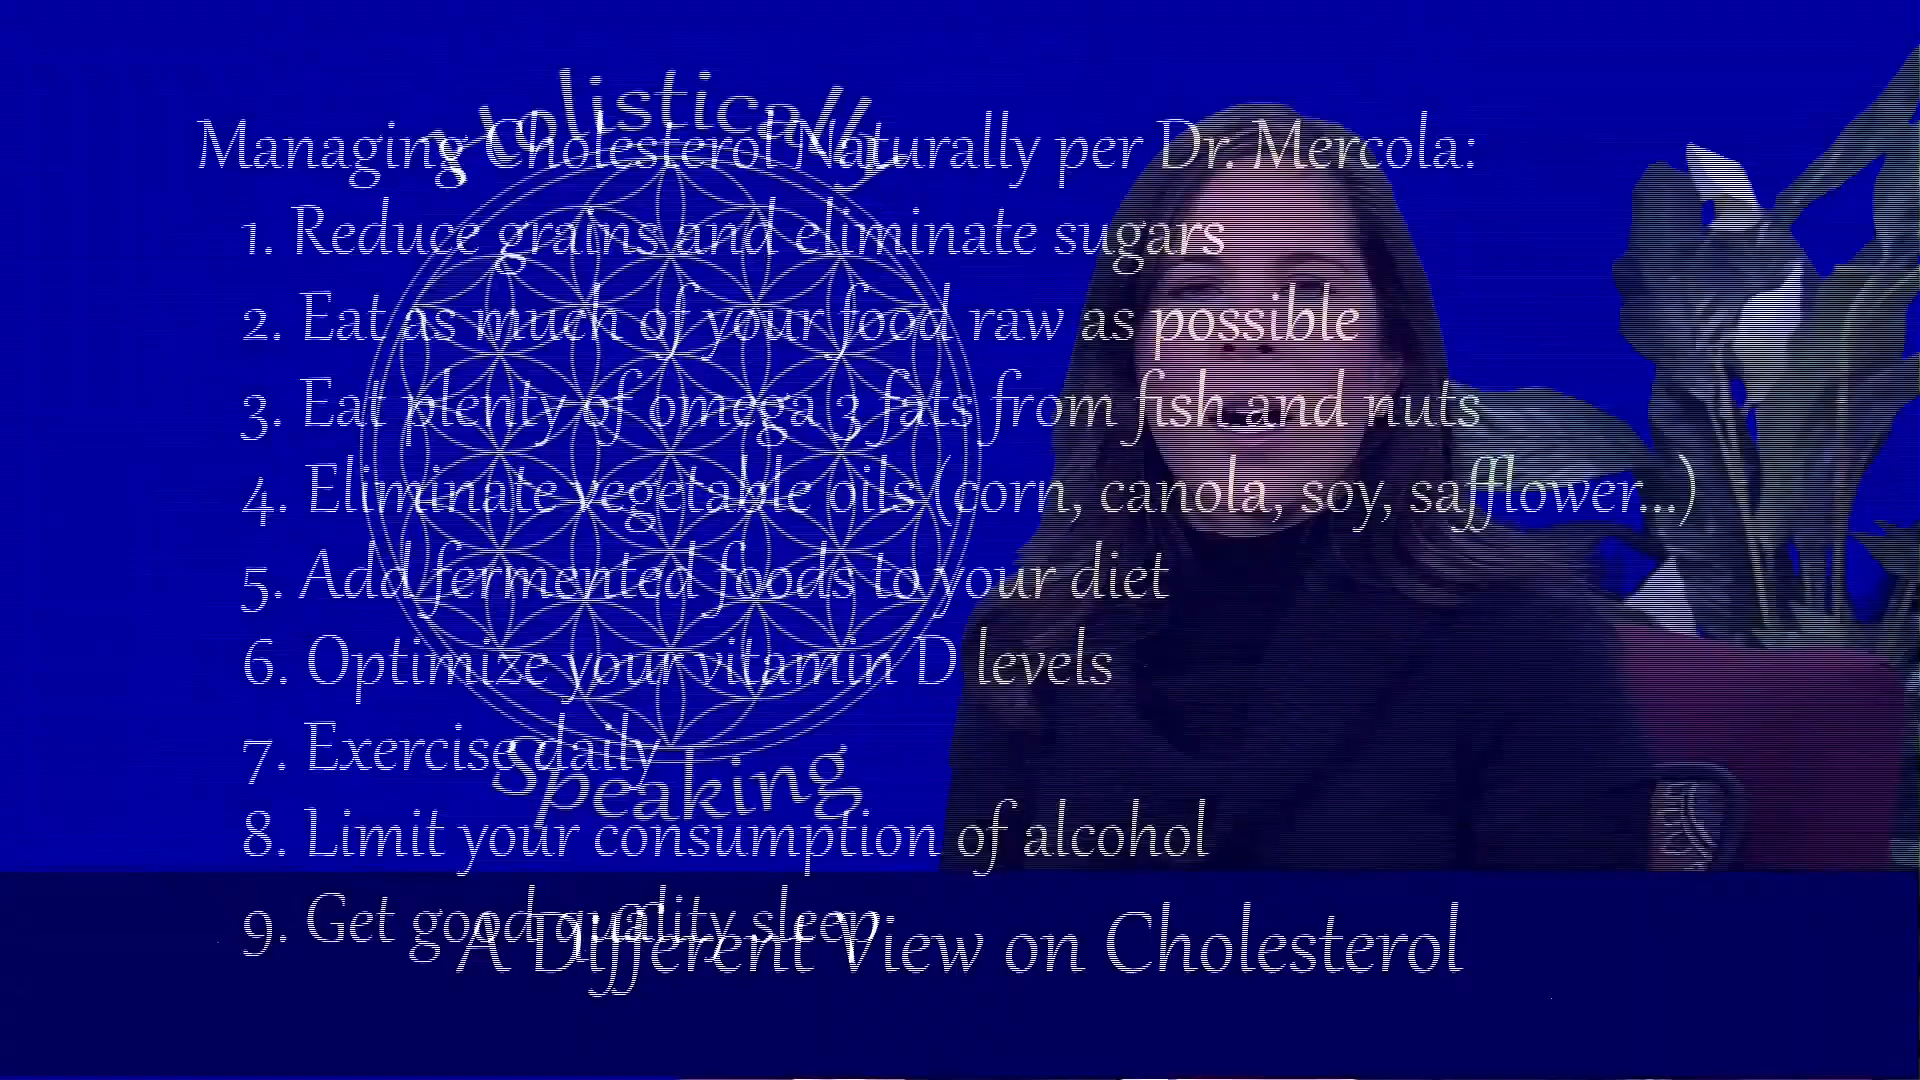 Holistically
Managing Cholesterol Naturally per Dr. Mercola:
1. Reduce grains and eliminate sugars
2. Eat as much of your food raw as possible
3. Eat plenty of omega 3 fats from fish and nuts
4. Eliminate vegetable oils (corn, canola, soy, safflower...)
5. Add fermented foods to your diet
6. Optimize your vitamin D levels
7. Exercise daily
Speaking
8. Limit your consumption of alcohol
9. Get good quality sleep
A Different View on Cholesterol